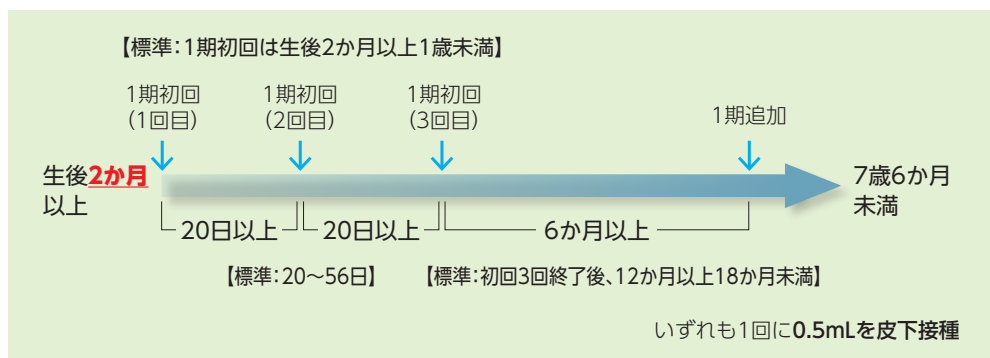 【標準：1期初回は生後2か月以上1歳未満】
1期初回
（1回目）
1期初回
（2回目）
1期初回
（3回目）
1期追加
生後2か月
以上
7歳6か月
未満
20日以上
20日以上
6か月以上
【標準：20〜56日】
【標準：初回3回終了後、12か月以上18か月未満】
いずれも1回に0.5mLを皮下接種